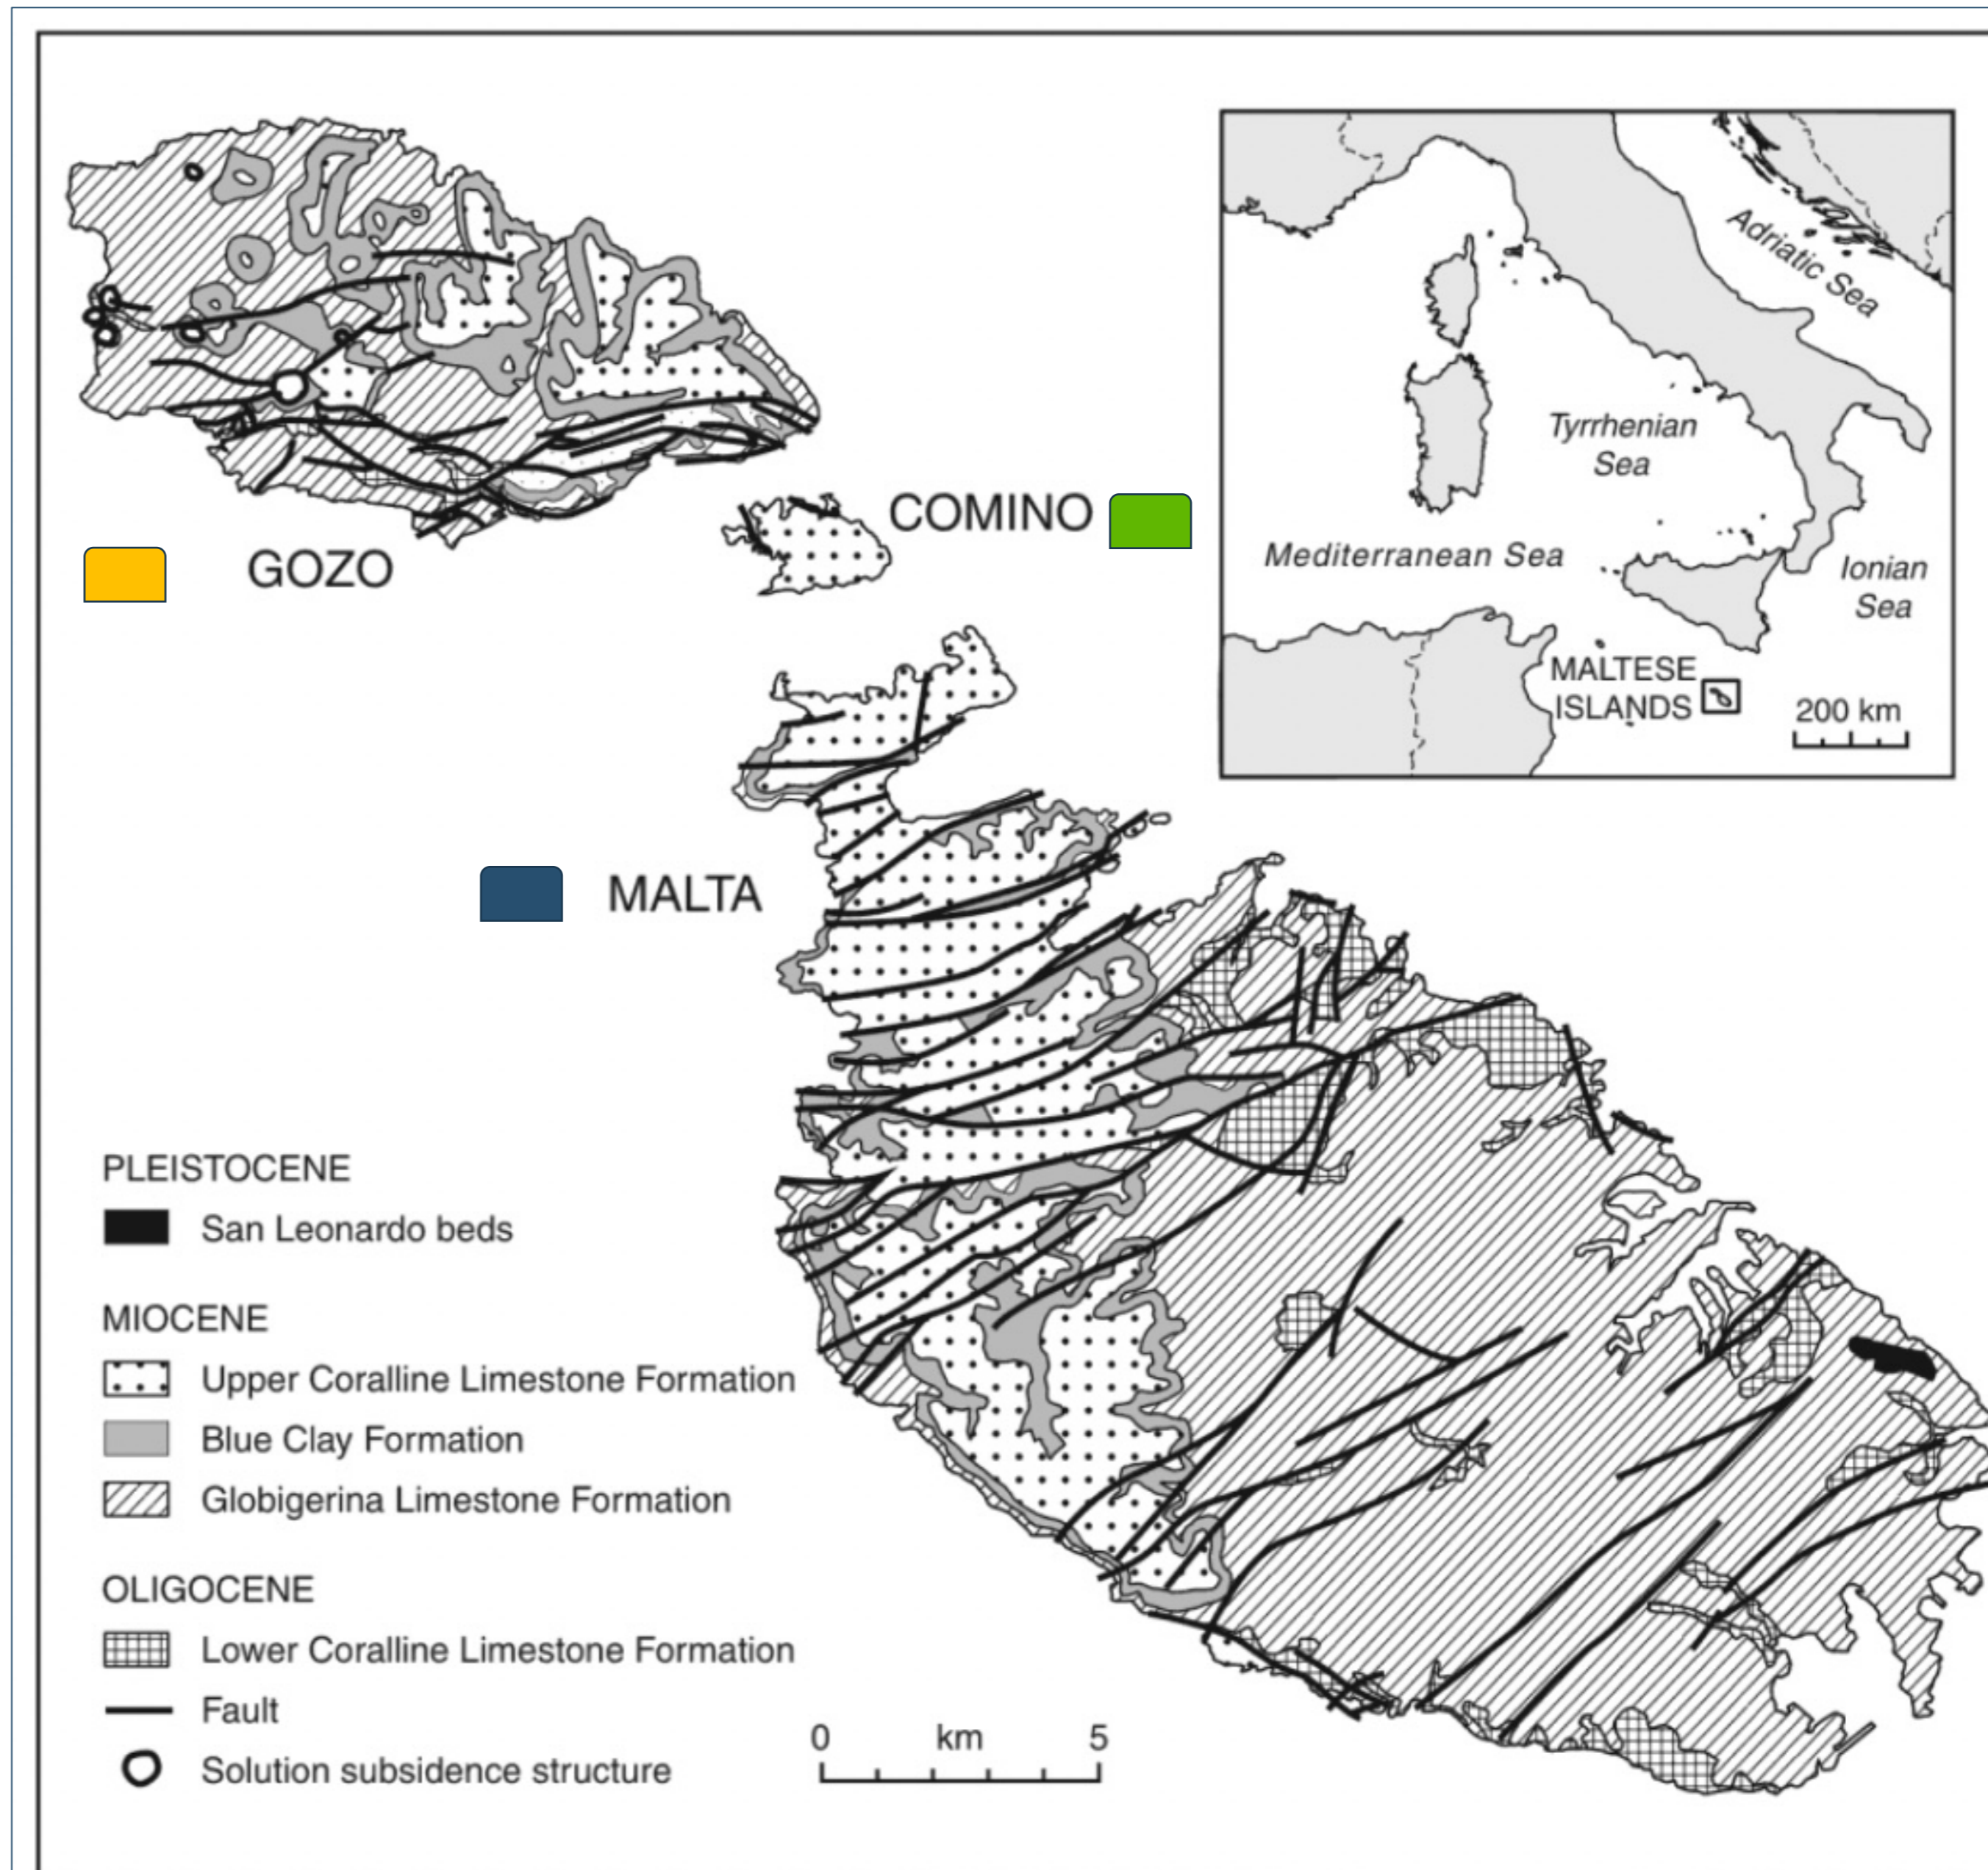 GOZO
COMINO
MALTA
Adriatic Sea
Tyrrhenian
Sea
Mediterranean Sea
Ionian
Sea
MALTESE
ISLANDS
200 km
PLEISTOCENE
San Leonardo beds
MIOCENE
Upper Coralline Limestone Formation
Blue Clay Formation
Globigerina Limestone Formation
OLIGOCENE
Lower Coralline Limestone Formation
Fault
Solution subsidence structure
0 km 5